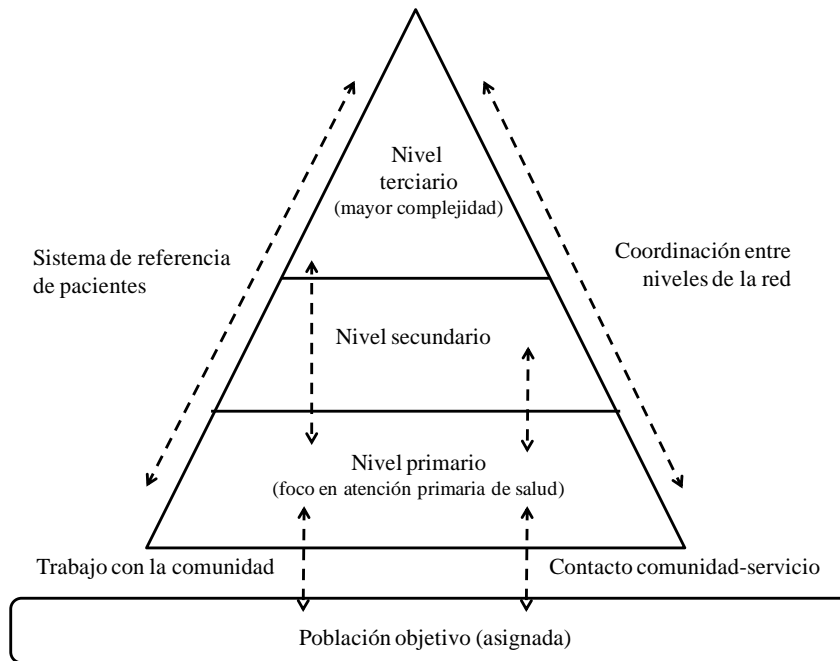 Nivel
terciario
(mayor complejidad)
Sistema de referencia
de pacientes
Coordinación entre
niveles de la red
Nivel secundario
Nivel primario
(foco en atención primaria de salud)
Trabajo con la comunidad
Contacto comunidad-servicio
Población objetivo (asignada)